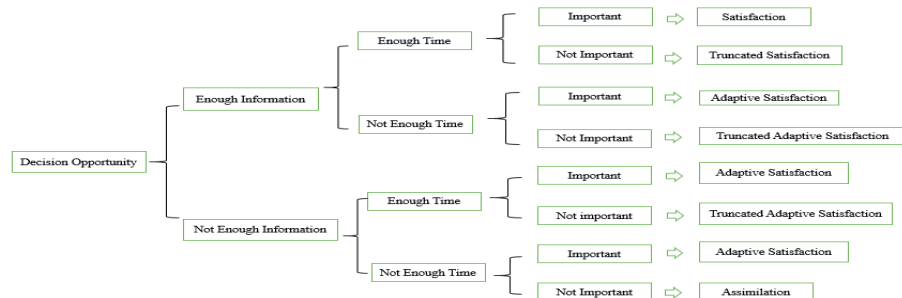 Important
Satisfaction
Enough Time
Not Important
Truncated Satisfaction
Enough Information
Important
Adaptive Satisfaction
Not Enough Time
Not Important
Truncated Adaptive Satisfaction
Decision Opportunity
Important
Adaptive Satisfaction
Enough Time
Not important
Truncated Adaptive Satisfaction
Not Enough Information
Important
Adaptive Satisfaction
Not Enough Time
Not Important
Assimilation